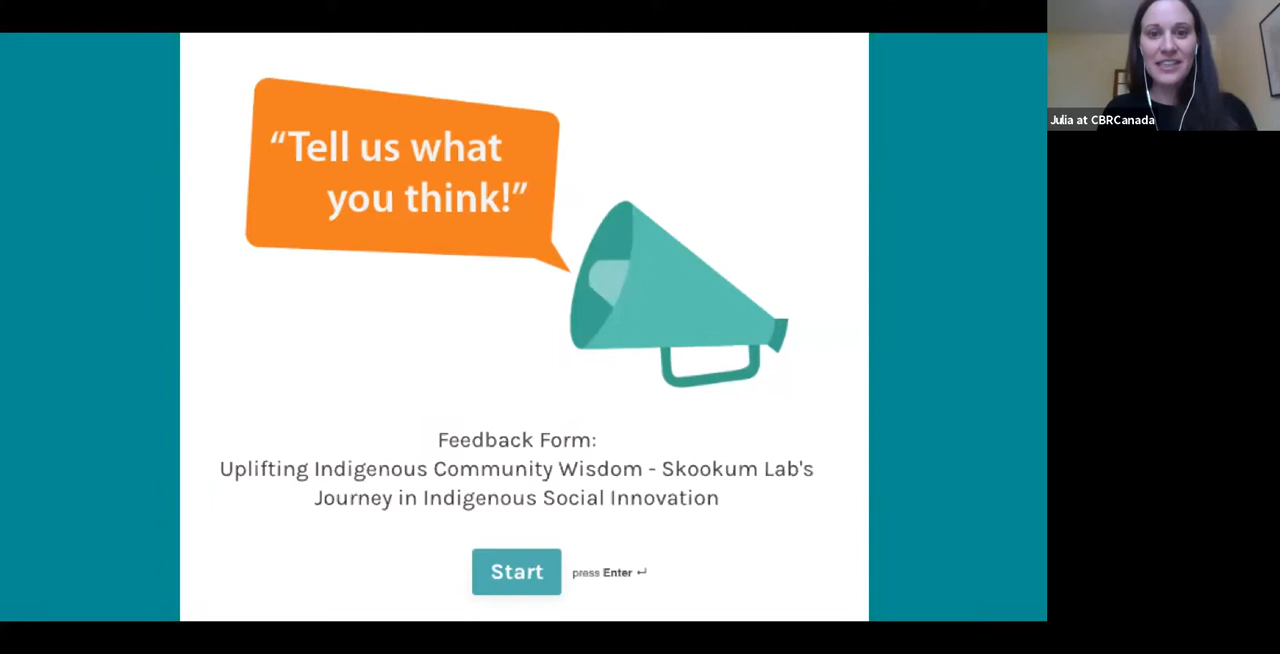 “Tell us what
you think!”
Julia at CBRCanada
Feedback Form:
Uplifting Indigenous Community Wisdom - Skookum Lab's
Journey in Indigenous Social Innovation
Start
press Enter ↵